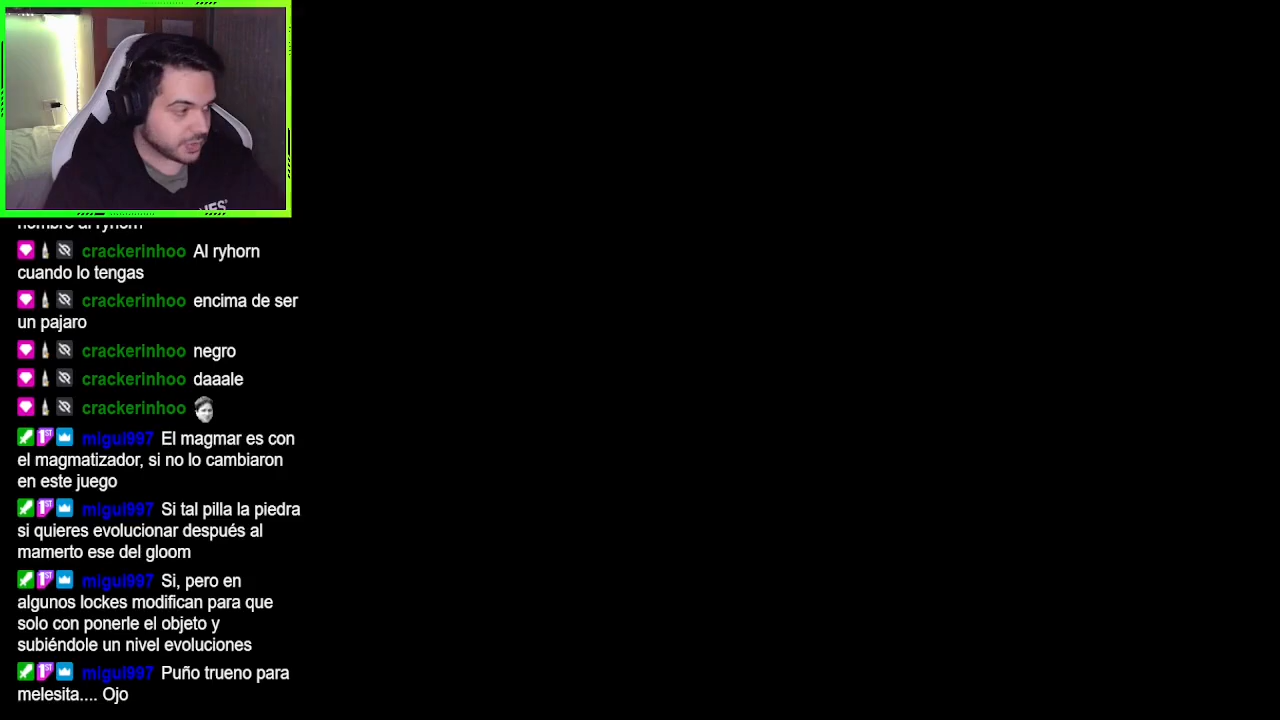 crackerinhoo Al ryhorn
cuando lo tengas
crackerinhoo encima de ser
un pajaro
crackerinhoo negro
crackerinhoo daaale
crackerinhoo
migui997 El magmar es con
el magmatizador, si no lo cambiaron
en este juego
migui997 Si tal pilla la piedra
si quieres evolucionar después al
mamerto ese del gloom
migui997 Si, pero en
algunos lockes modifican para que
solo con ponerle el objeto y
subiéndole un nivel evoluciones
migui997 Puño trueno para
melesita.... Ojo